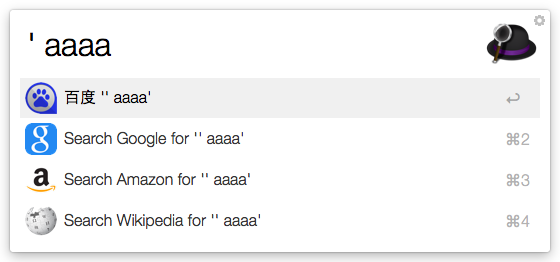 ' aaaa
百度 '' aaaa'
↩
Search Google for '' aaaa'
⌘2
Search Amazon for '' aaaa'
⌘3
Search Wikipedia for '' aaaa'
⌘4